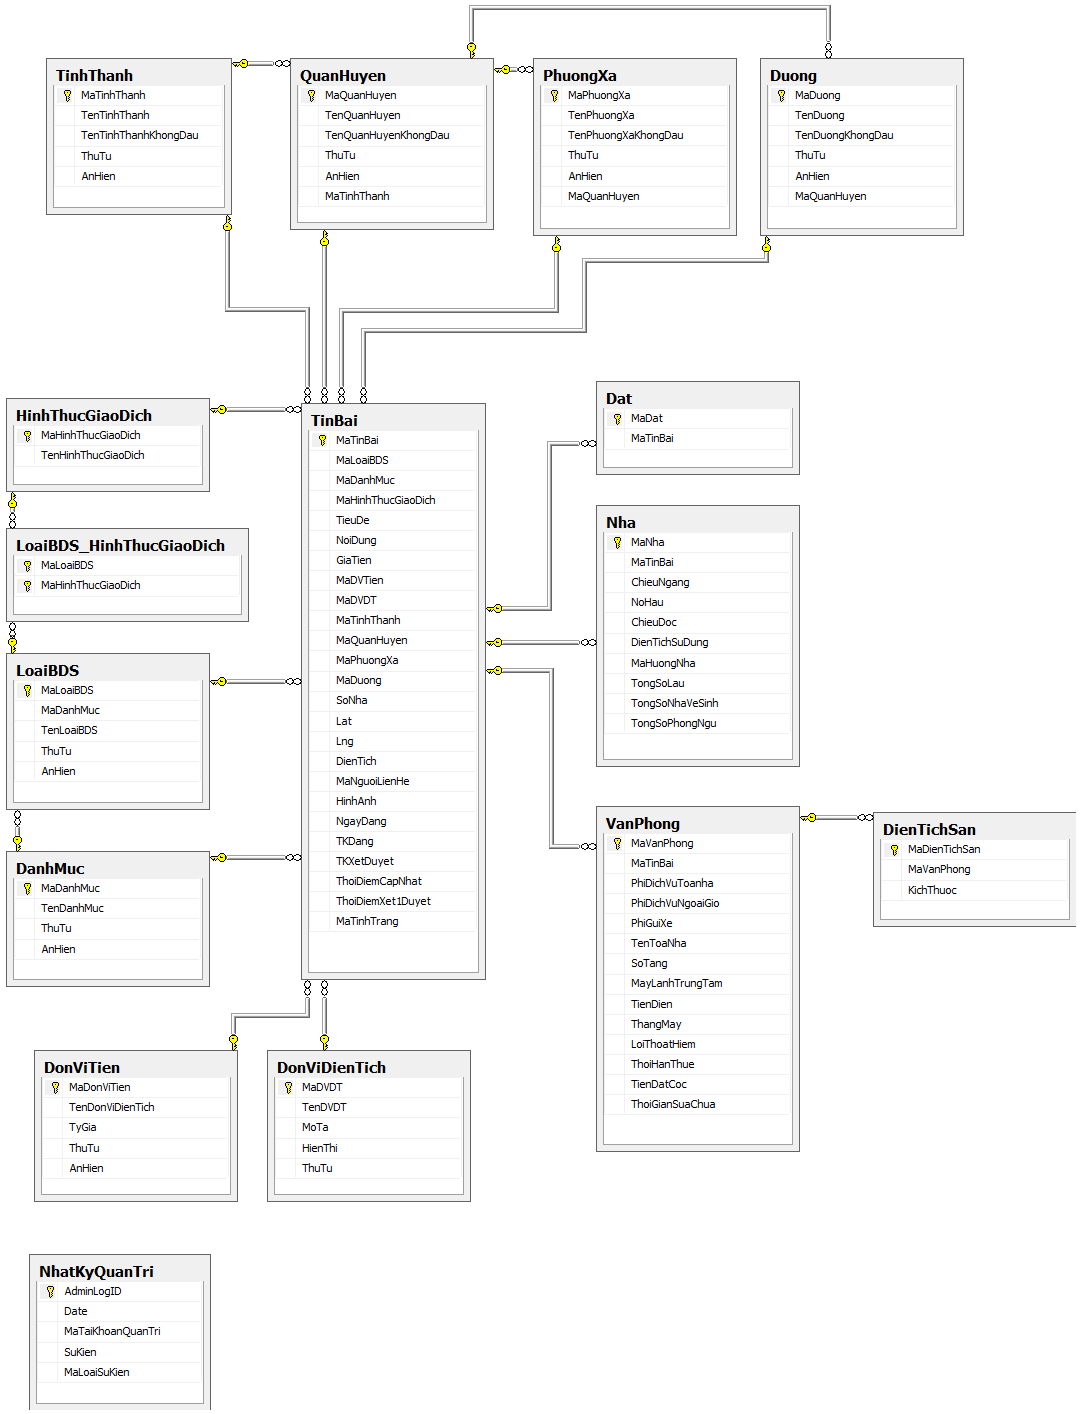 TinhThanh
MaTinhThanh
TenTinhThanh
TenTinhThanhKhongDau
ThuTu
AnHien
QuanHuyen
MaQuanHuyen
TenQuanHuyen
TenQuanHuyenKhongDau
ThuTu
AnHien
MaTinhThanh
PhuongXa
MaPhuongXa
TenPhuongXa
TenPhuongXaKhongDau
ThuTu
AnHien
MaQuanHuyen
Duong
MaDuong
TenDuong
TenDuongKhongDau
ThuTu
AnHien
MaQuanHuyen
HinhThucGiaoDich
MaHinhThucGiaoDich
TenHinhThucGiaoDich
LoaiBDS_HinhThucGiaoDich
MaLoaiBDS
MaHinhThucGiaoDich
LoaiBDS
MaLoaiBDS
MaDanhMuc
TenLoaiBDS
ThuTu
AnHien
DanhMuc
MaDanhMuc
TenDanhMuc
ThuTu
AnHien
TinBai
MaTinBai
MaLoaiBDS
MaDanhMuc
MaHinhThucGiaoDich
TieuDe
NoiDung
GiaTien
MaDVTien
MaDVDT
MaTinhThanh
MaQuanHuyen
MaPhuongXa
MaDuong
SoNha
Lat
Lng
DienTich
MaNguoiLienHe
HinhAnh
NgayDang
TKDang
TKXetDuyet
ThoiDiemCapNhat
ThoiDiemXet1Duyet
MaTinhTrang
Dat
MaDat
MaTinBai
Nha
MaNha
MaTinBai
ChieuNgang
NoHau
ChieuDoc
DienTichSuDung
MaHuongNha
TongSoLau
TongSoNhaVeSinh
TongSoPhongNgu
VanPhong
MaVanPhong
MaTinBai
PhiDichVuToanha
PhiDichVuNgoaiGio
PhiGuiXe
TenToaNha
SoTang
MayLanhTrungTam
TienDien
ThangMay
LoiThoatHiem
ThoiHanThue
TienDatCoc
ThoiGianSuaChua
DienTichSan
MaDienTichSan
MaVanPhong
KichThuoc
DonViTien
MaDonViTien
TenDonViDienTich
TyGia
ThuTu
AnHien
DonViDienTich
MaDVDT
TenDVDT
MoTa
HienThi
ThuTu
NhatKyQuanTri
AdminLogID
Date
MaTaiKhoanQuanTri
SuKien
MaLoaiSuKien